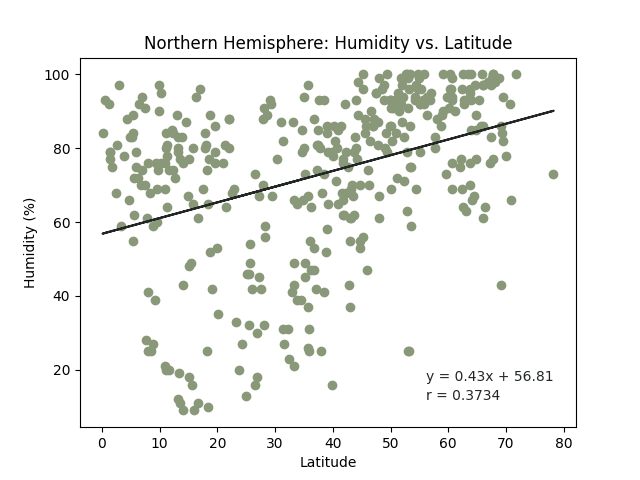 Northern Hemisphere: Humidity vs. Latitude
100
80
60
40
20
Humidity (%)
y = 0.43x + 56.81
r = 0.3734
0 10 20 30 40 50 60 70 80
Latitude